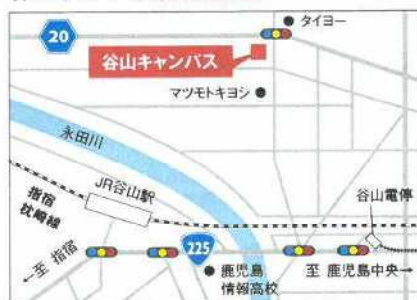 タイヨー
20
谷山キャンパス
マツモトキヨシ
永田川
指宿
枕崎線
JR谷山駅
谷山電停
225
←至 指宿
鹿児島
情報高校
至 鹿児島中央→